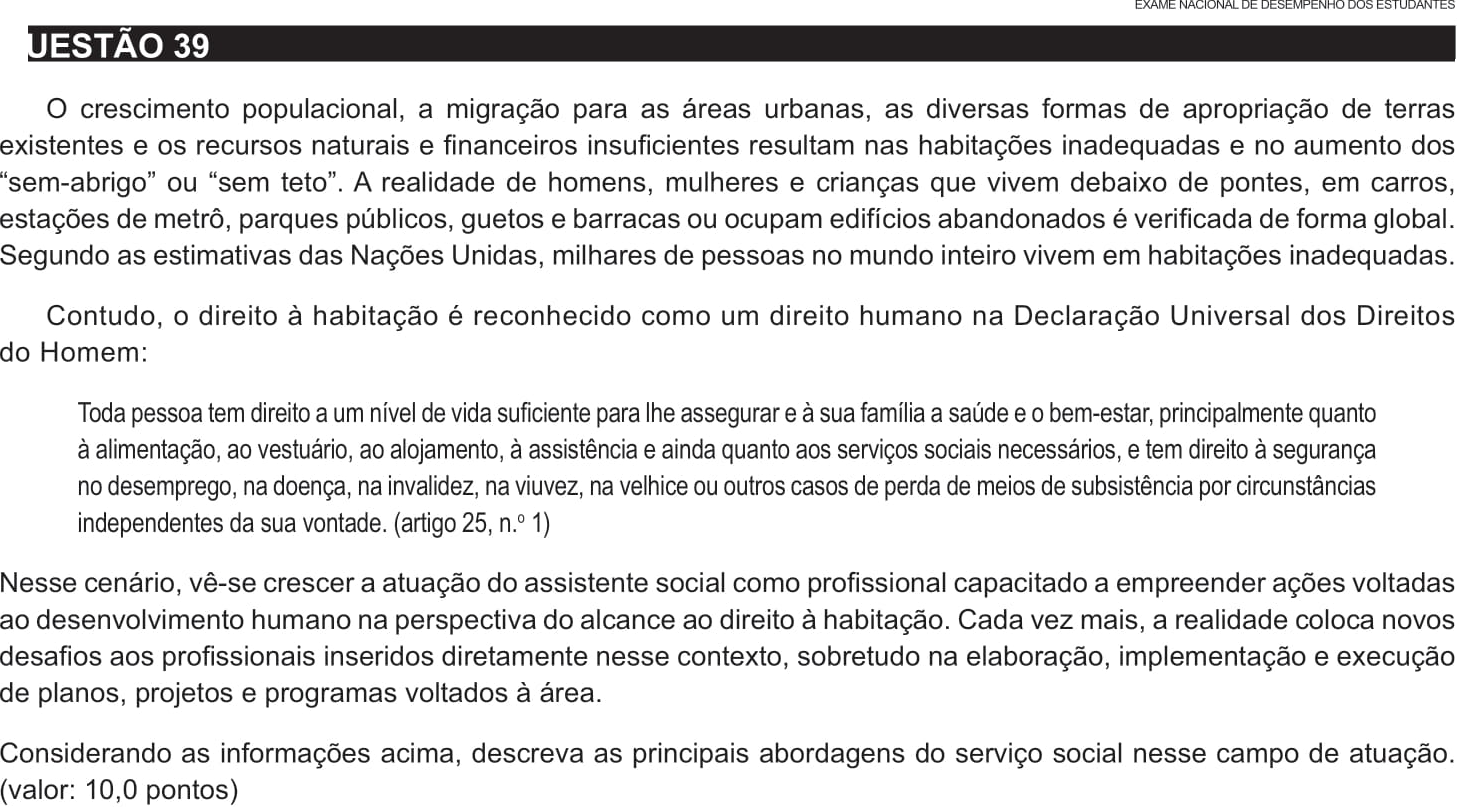 EXAME NACIONAL DE DESEMPENHO DOS ESTUDANTES
UESTÃO 39
O crescimento populacional, a migração para as áreas urbanas, as diversas formas de apropriação de terras
existentes e os recursos naturais e financeiros insuficientes resultam nas habitações inadequadas e no aumento dos
“sem-abrigo” ou “sem teto”. A realidade de homens, mulheres e crianças que vivem debaixo de pontes, em carros,
estações de metrô, parques públicos, guetos e barracas ou ocupam edifícios abandonados é verificada de forma global.
Segundo as estimativas das Nações Unidas, milhares de pessoas no mundo inteiro vivem em habitações inadequadas.
Contudo, o direito à habitação é reconhecido como um direito humano na Declaração Universal dos Direitos
do Homem:
Toda pessoa tem direito a um nível de vida suficiente para lhe assegurar e à sua família a saúde e o bem-estar, principalmente quanto
à alimentação, ao vestuário, ao alojamento, à assistência e ainda quanto aos serviços sociais necessários, e tem direito à segurança
no desemprego, na doença, na invalidez, na viuvez, na velhice ou outros casos de perda de meios de subsistência por circunstâncias
independentes da sua vontade. (artigo 25, n.º 1)
Nesse cenário, vê-se crescer a atuação do assistente social como profissional capacitado a empreender ações voltadas
ao desenvolvimento humano na perspectiva do alcance ao direito à habitação. Cada vez mais, a realidade coloca novos
desafios aos profissionais inseridos diretamente nesse contexto, sobretudo na elaboração, implementação e execução
de planos, projetos e programas voltados à área.
Considerando as informações acima, descreva as principais abordagens do serviço social nesse campo de atuação.
(valor: 10,0 pontos)